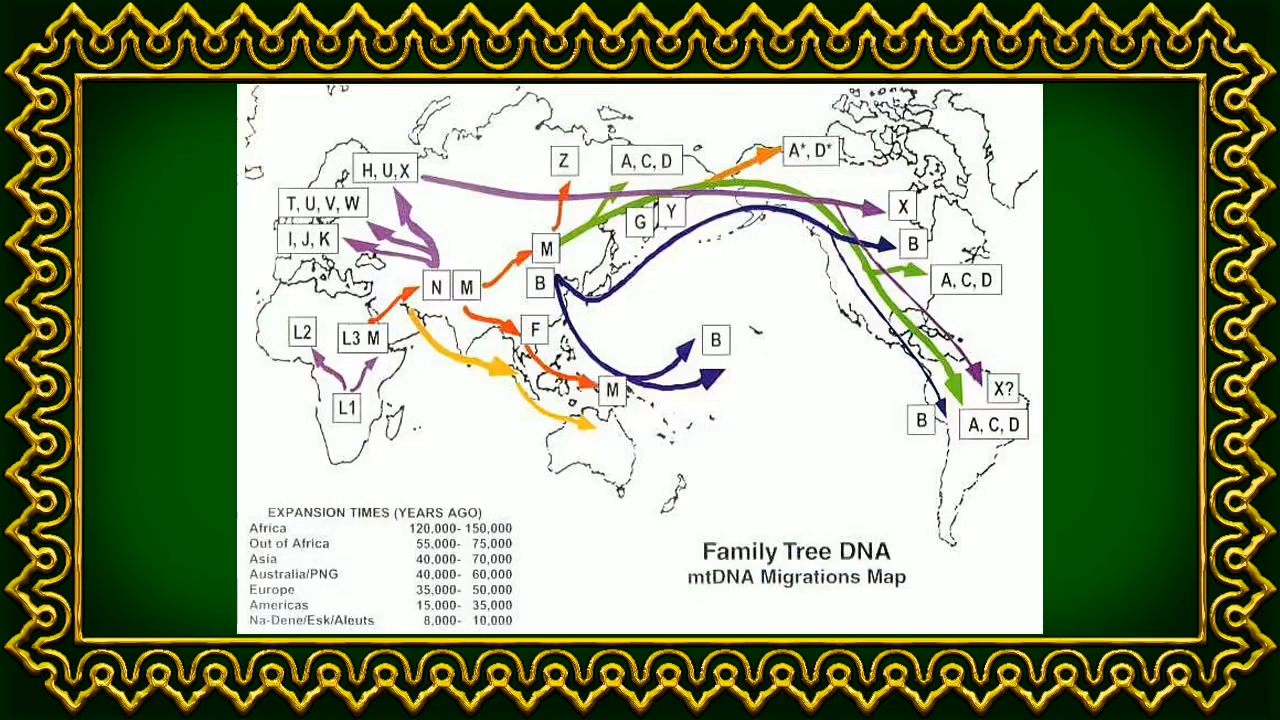 Z
A, C, D
A*, D*
H, U, X
T, U, V, W
X
G
Y
I, J, K
M
B
N
M
B
A, C, D
L2
L3 M
F
B
M
X?
L1
B
A, C, D
EXPANSION TIMES (YEARS AGO)
Africa 120,000- 150,000
Out of Africa 55,000- 75,000
Asia 40,000- 70,000
Australia/PNG 40,000- 60,000
Europe 35,000- 50,000
Americas 15,000- 35,000
Na-Dene/Esk/Aleuts 8,000- 10,000
Family Tree DNA
mtDNA Migrations Map